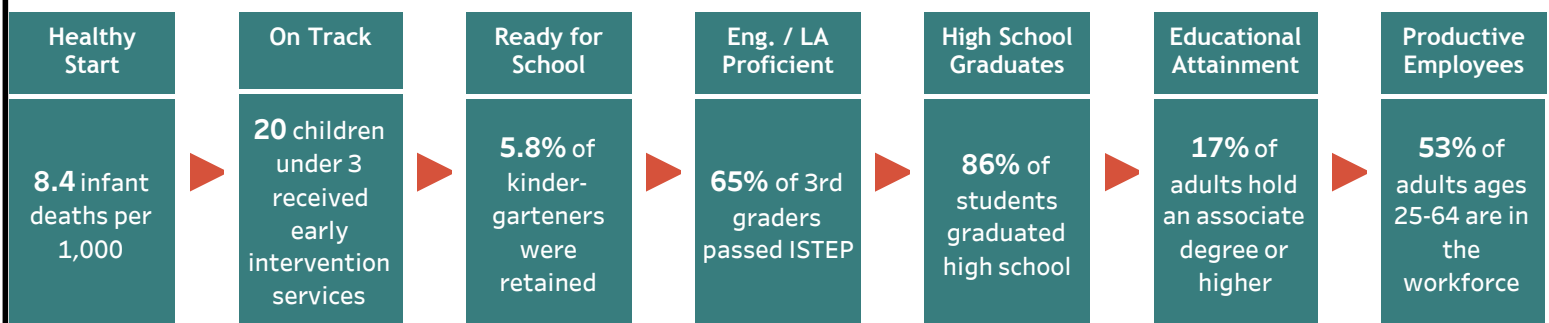 Healthy
Start
8.4 infant
deaths per
1,000
On Track
20 children
under 3
received
early
intervention
services
Ready for
School
5.8% of
kinder-
garteners
were
retained
Eng. / LA
Proficient
65% of 3rd
graders
passed ISTEP
High School
Graduates
86% of
students
graduated
high school
Educational
Attainment
17% of
adults hold
an associate
degree or
higher
Productive
Employees
53% of
adults ages
25-64 are in
the
workforce